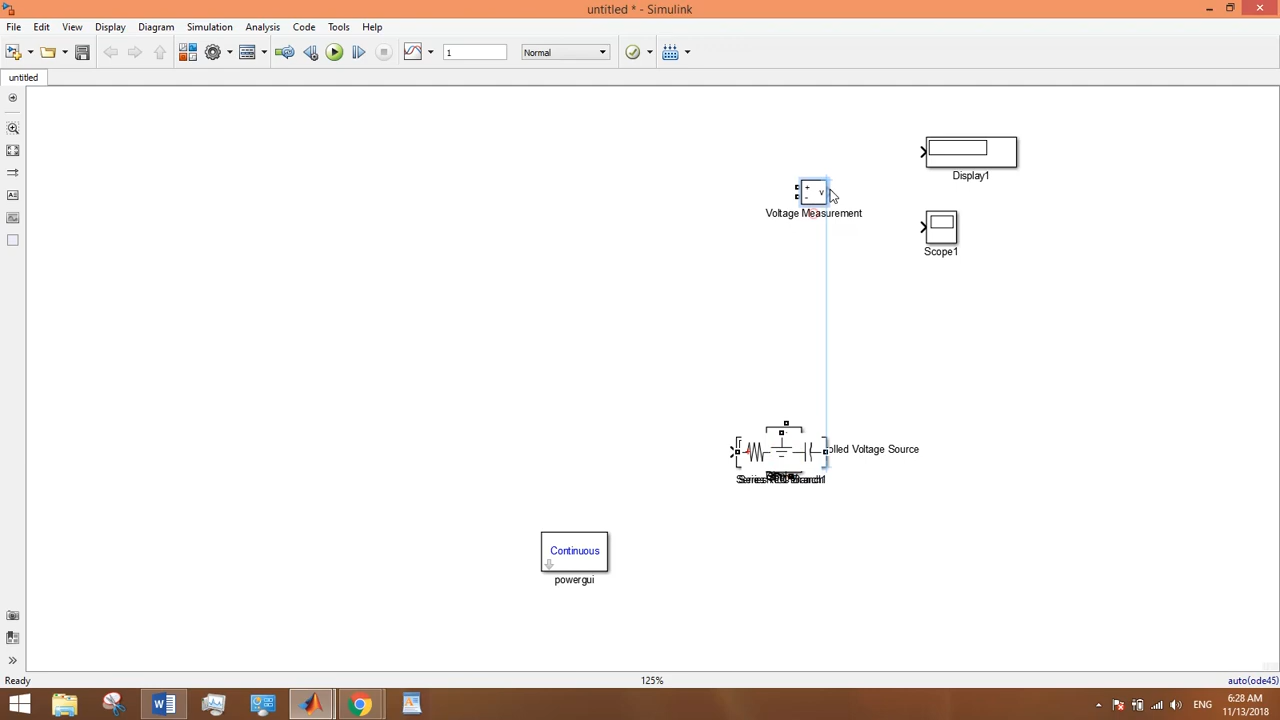 untitled * - Simulink
File Edit View Display Diagram Simulation Analysis Code Tools Help
1 Normal
untitled
Display1
+
- v
Voltage Measurement
Scope1
olled Voltage Source
Continuous
powergui
Ready 125% auto(ode45)
ENG 6:28 AM
11/13/2018